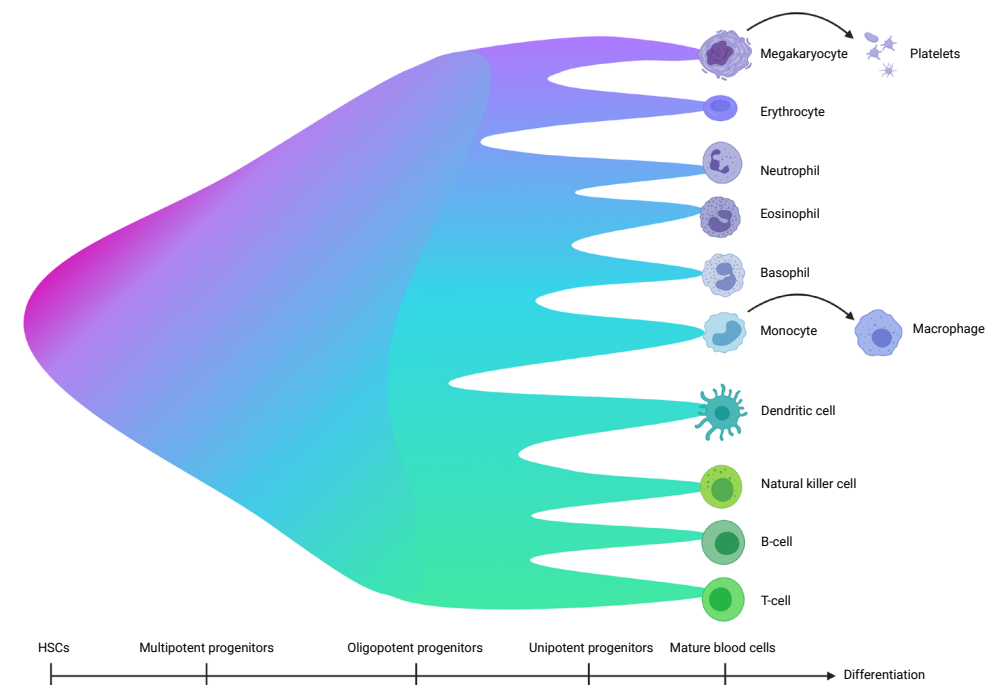 Megakaryocyte
Platelets
Erythrocyte
Neutrophil
Eosinophil
Basophil
Monocyte
Macrophage
Dendritic cell
Natural killer cell
B-cell
T-cell
HSCs
Multipotent progenitors
Oligopotent progenitors
Unipotent progenitors
Mature blood cells
Differentiation